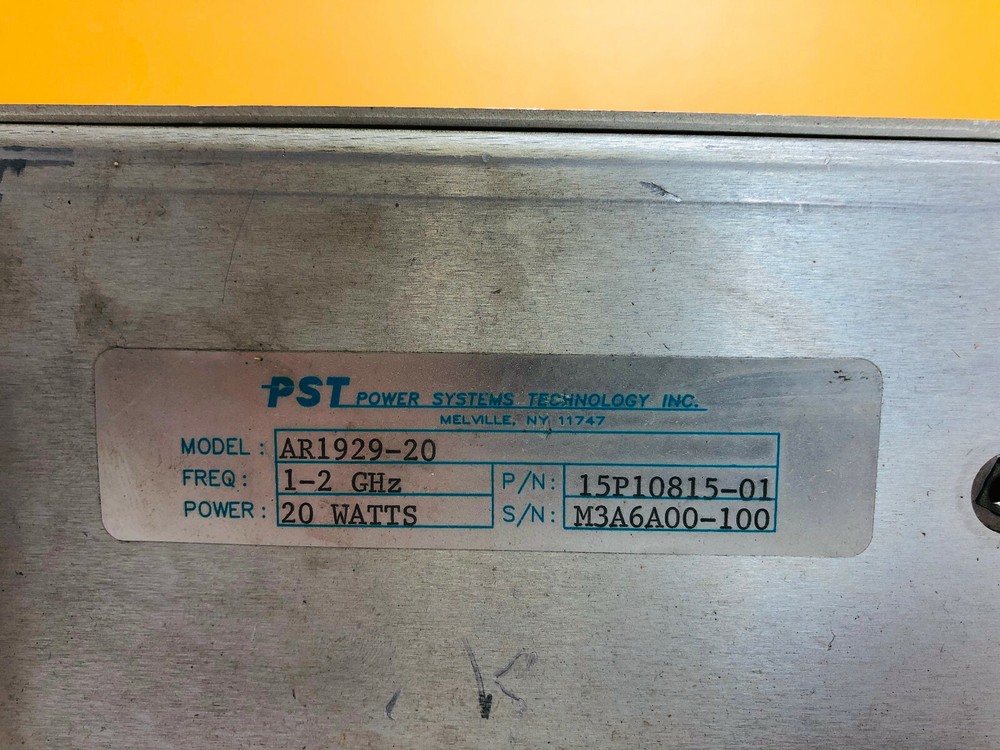 PST POWER SYSTEMS TECHNOLOGY INC.
MELVILLE, NY 11747
MODEL: AR1929-20
FREQ: 1-2 GHz P/N: 15P10815-01
POWER: 20 WATTS S/N: M3A6A00-100